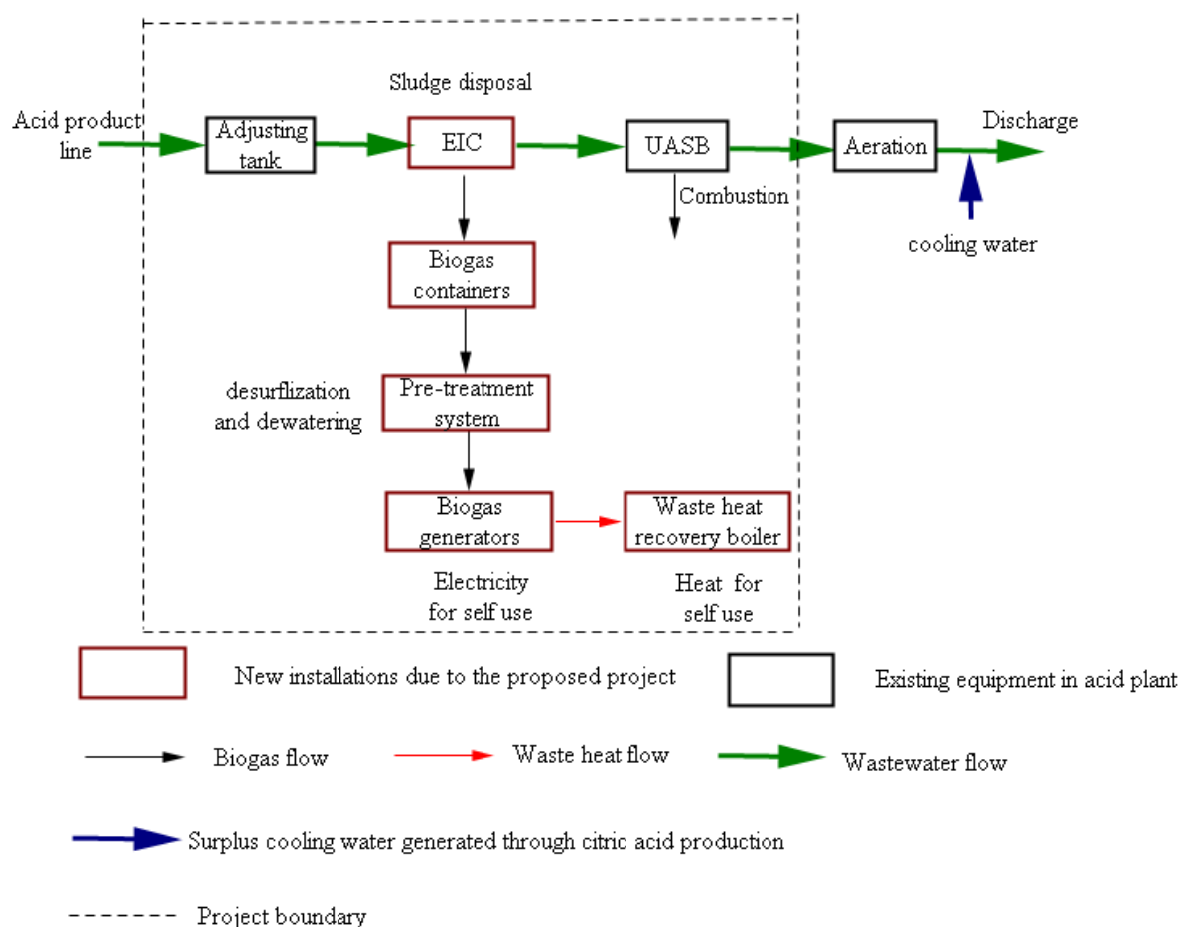 Sludge disposal
Acid product
line
Adjusting
tank
EIC
UASB
Aeration
Discharge
Combustion
cooling water
Biogas
containers
desurflization
and dewatering
Pre-treatment
system
Biogas
generators
Waste heat
recovery boiler
Electricity
for self use
Heat for
self use
New installations due to the proposed project
Existing equipment in acid plant
Biogas flow
Waste heat flow
Wastewater flow
Surplus cooling water generated through citric acid production
Project boundary